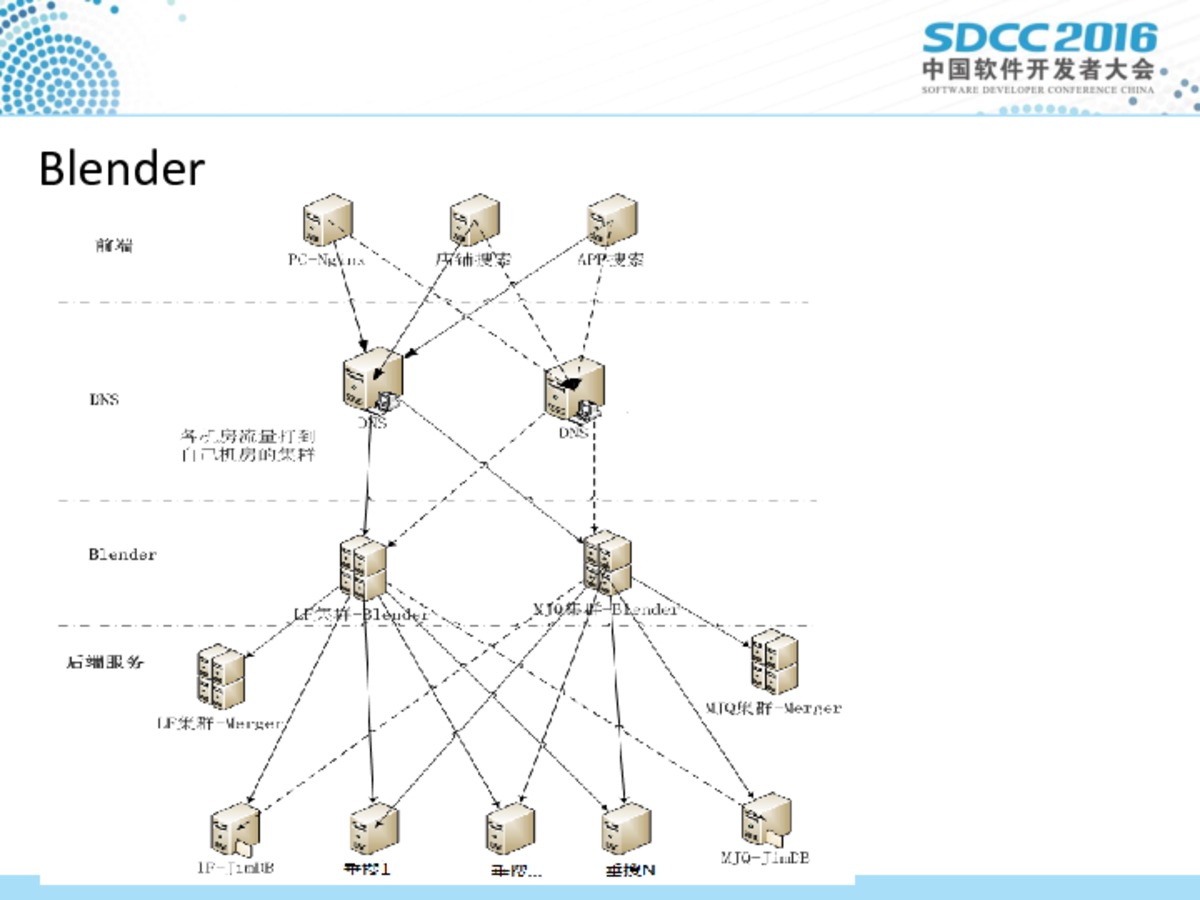 SDCC 2016
中国软件开发者大会
SOFTWARE DEVELOPER CONFERENCE CHINA
Blender
前端
PC-Nginx
店铺搜索
APP搜索
DNS
DNS
DNS
各机房流量打到
自己机房的集群
Blender
LF集群-Blender
MJQ集群-Blender
后端服务
LF集群-Merger
MJQ集群-Merger
LF-JimDB
垂搜1
垂搜...
垂搜N
MJQ-JimDB